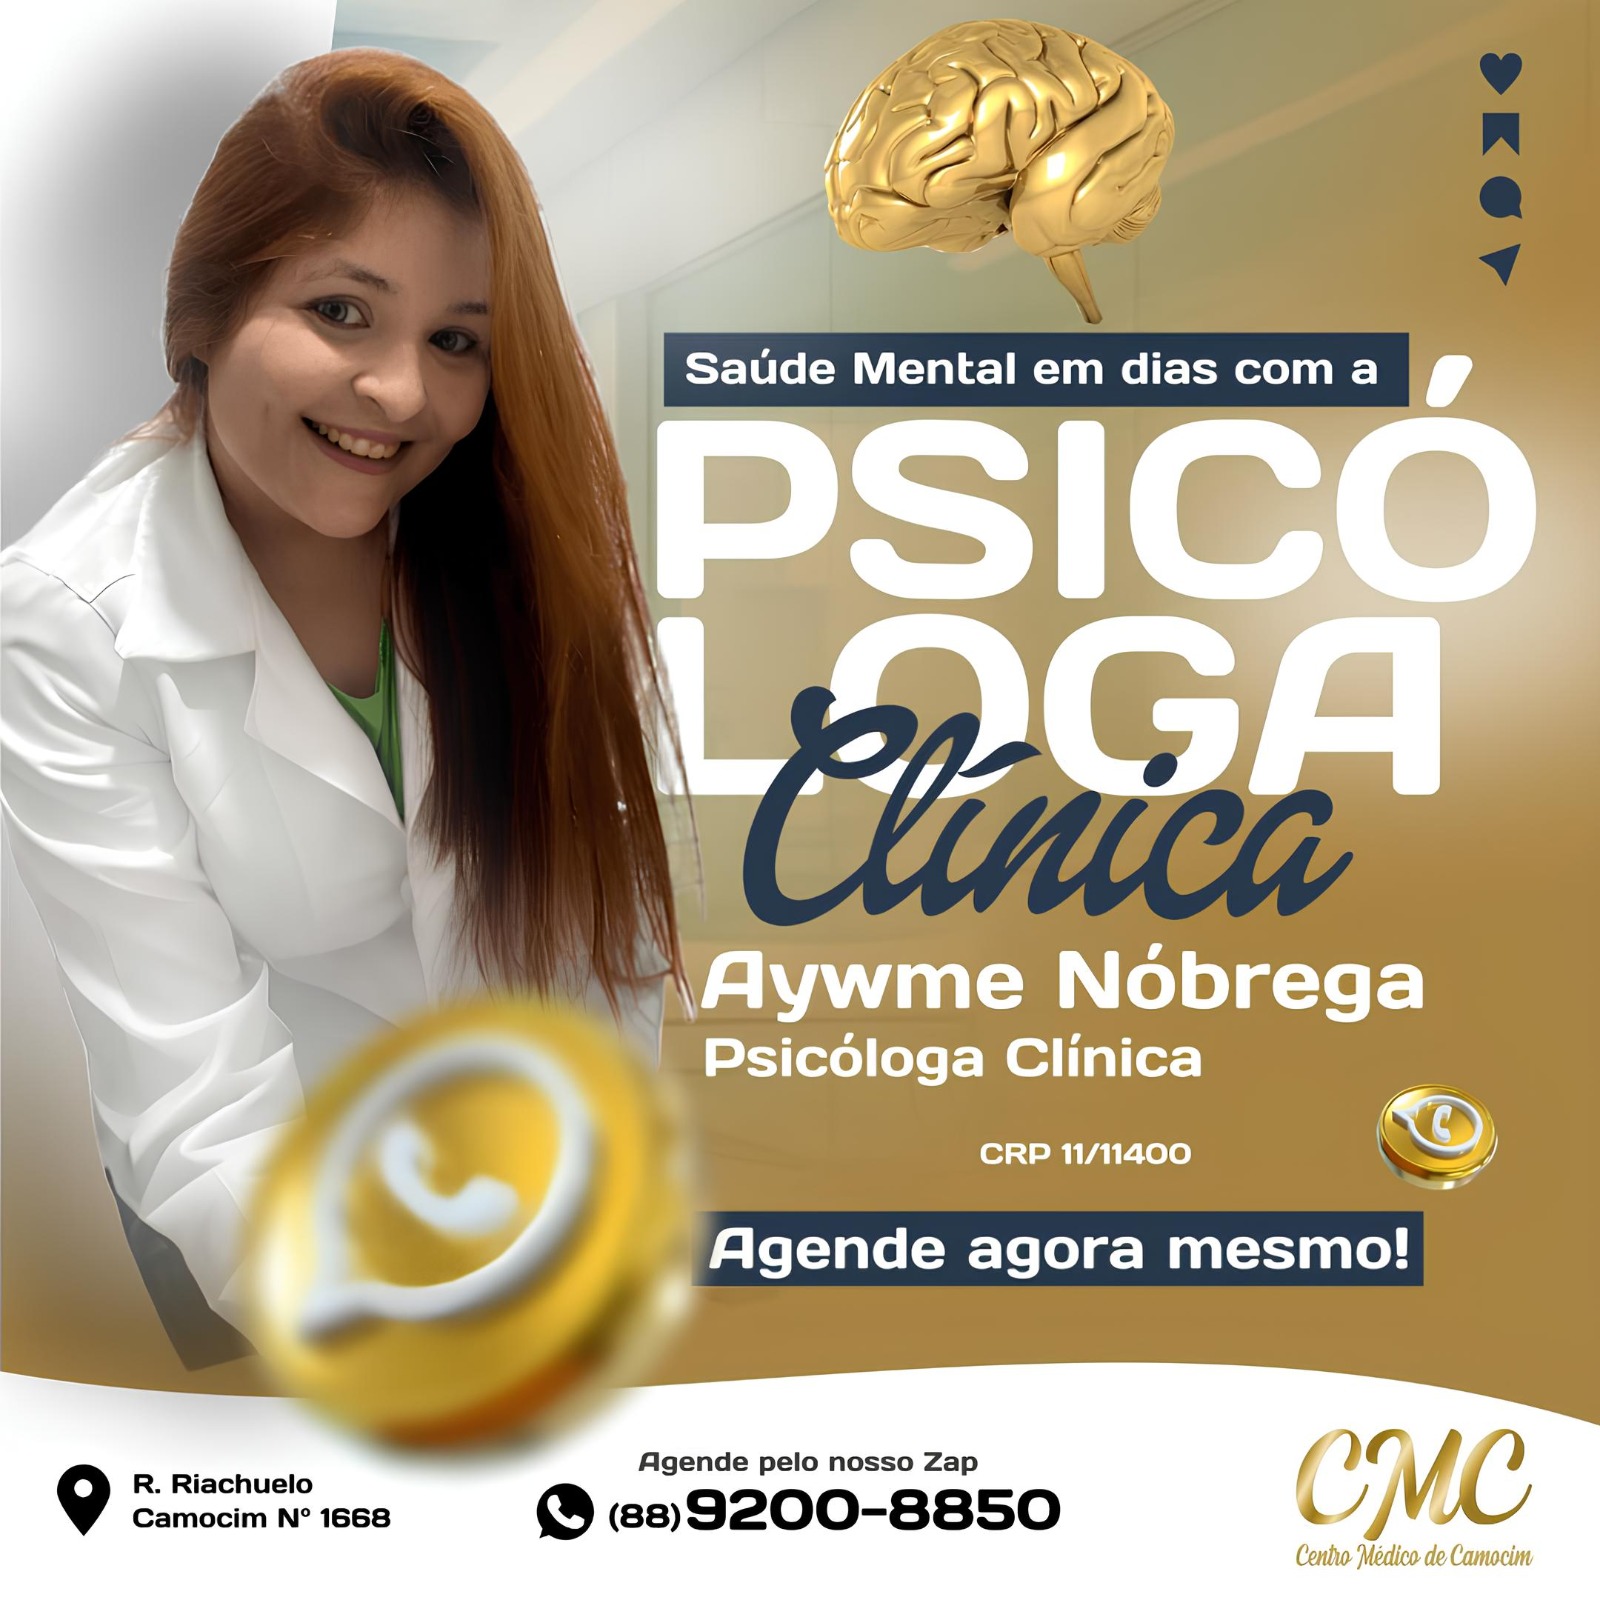 Saúde Mental em dias com a
PSICÓ
LOGA
Clínica
Aywme Nóbrega
Psicóloga Clínica
CRP 11/11400
Agende agora mesmo!
R. Riachuelo
Camocim Nº 1668
Agende pelo nosso Zap
(88) 9200-8850
CMC
Centro Médico de Camocim